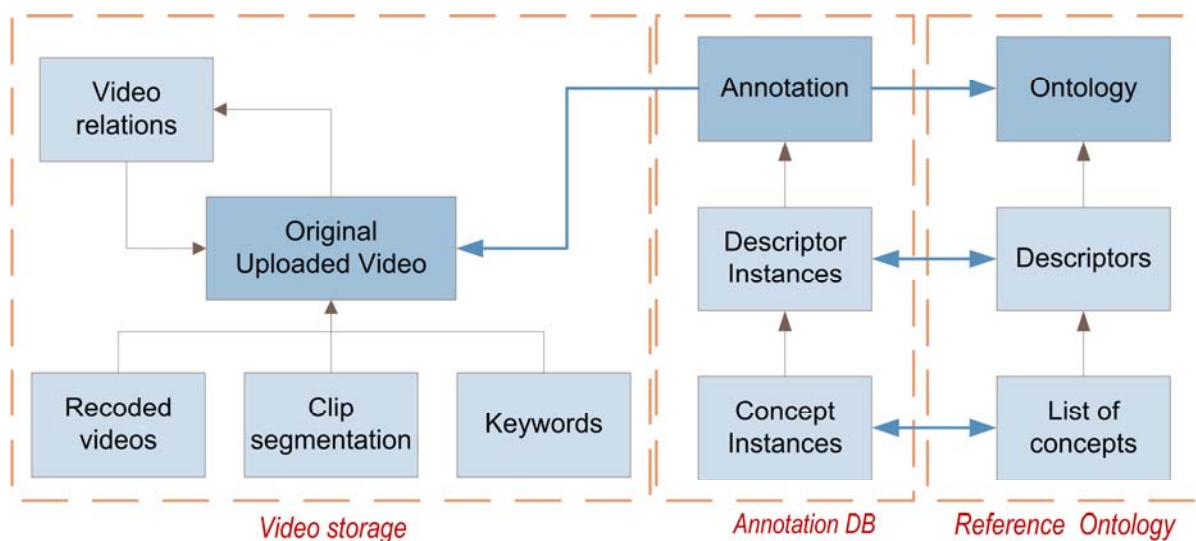 Video
relations
Original
Uploaded Video
Recoded
videos
Clip
segmentation
Keywords
Video storage
Annotation
Descriptor
Instances
Concept
Instances
Annotation DB
Ontology
Descriptors
List of
concepts
Reference Ontology